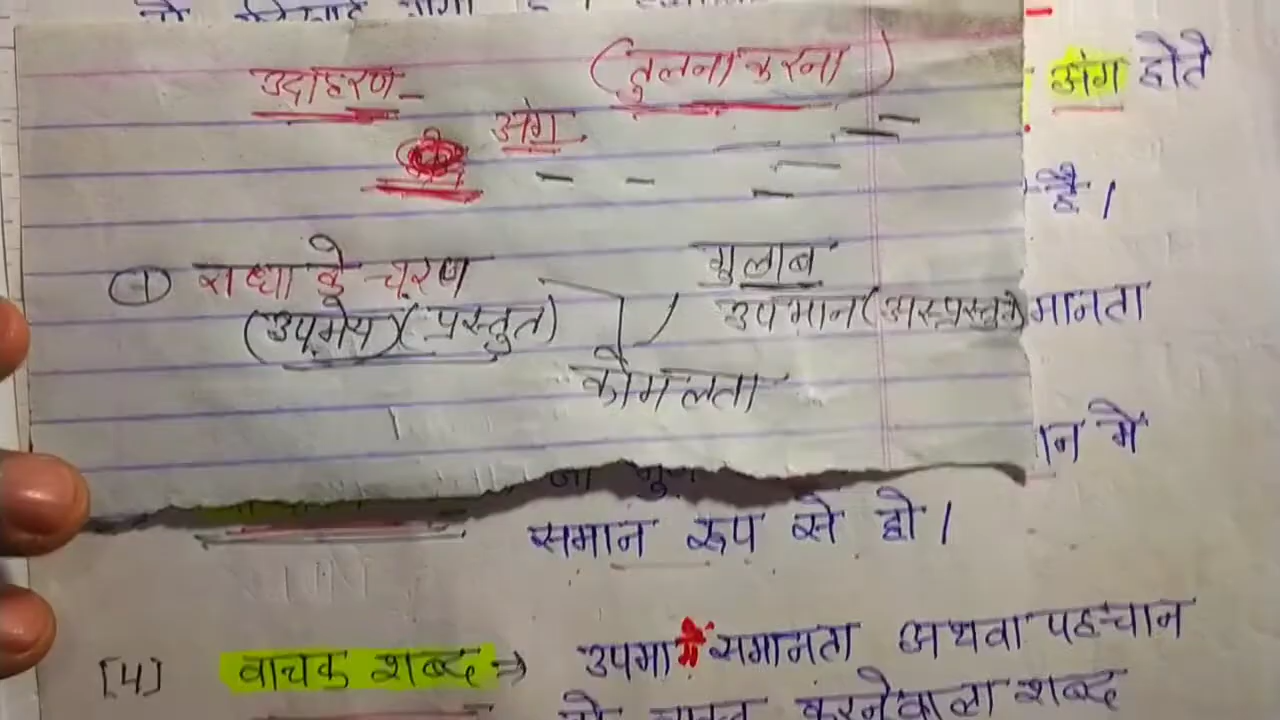 उदाहरण (तुलना करना)
अंग होते
अंग
है।
① राधा के चरण गुलाब
(उपमेय) (प्रस्तुत) उपमान (अप्रस्तुत) मानता
कोमलता
न में
समान रूप से हो।
[4] वाचक शब्द → उपमा में समानता अथवा पहचान
करनेवाला शब्द